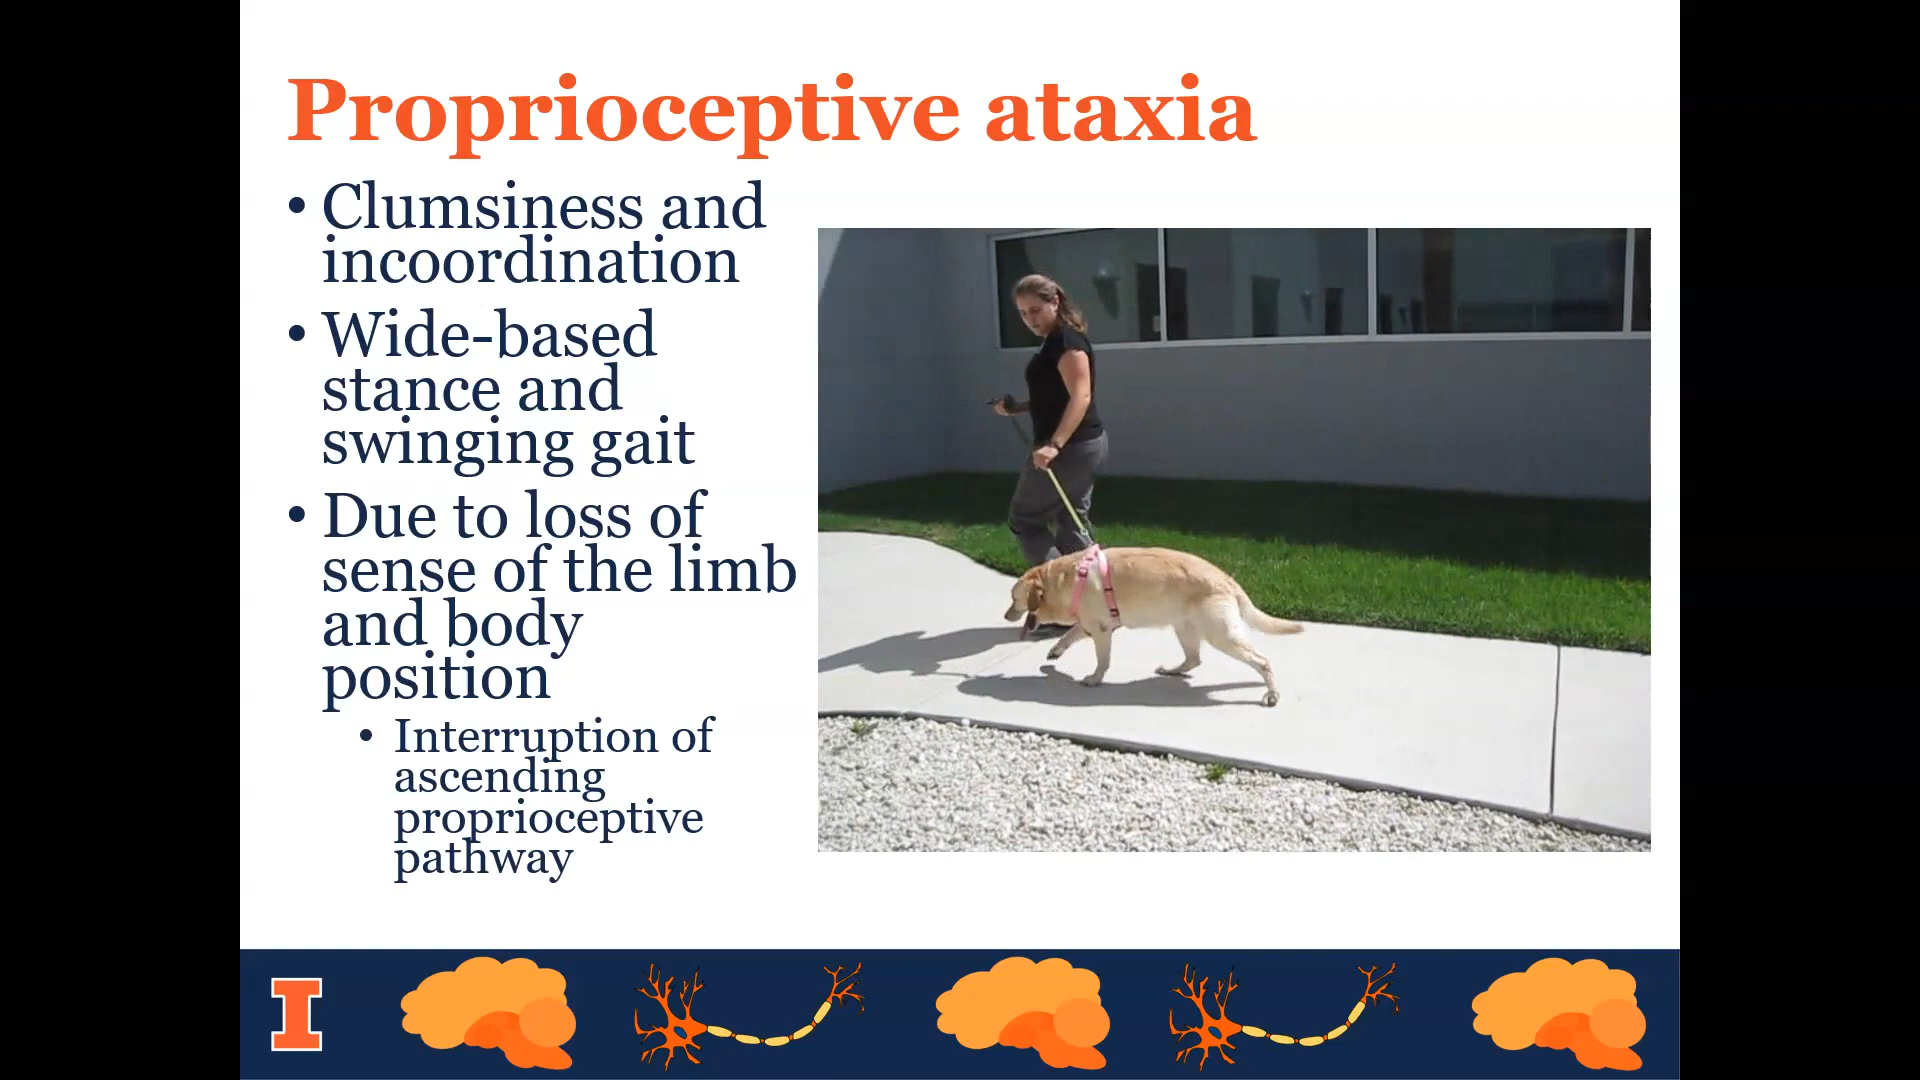 Proprioceptive ataxia
• Clumsiness and
incoordination
• Wide-based
stance and
swinging gait
• Due to loss of
sense of the limb
and body
position
• Interruption of
ascending
proprioceptive
pathway
I